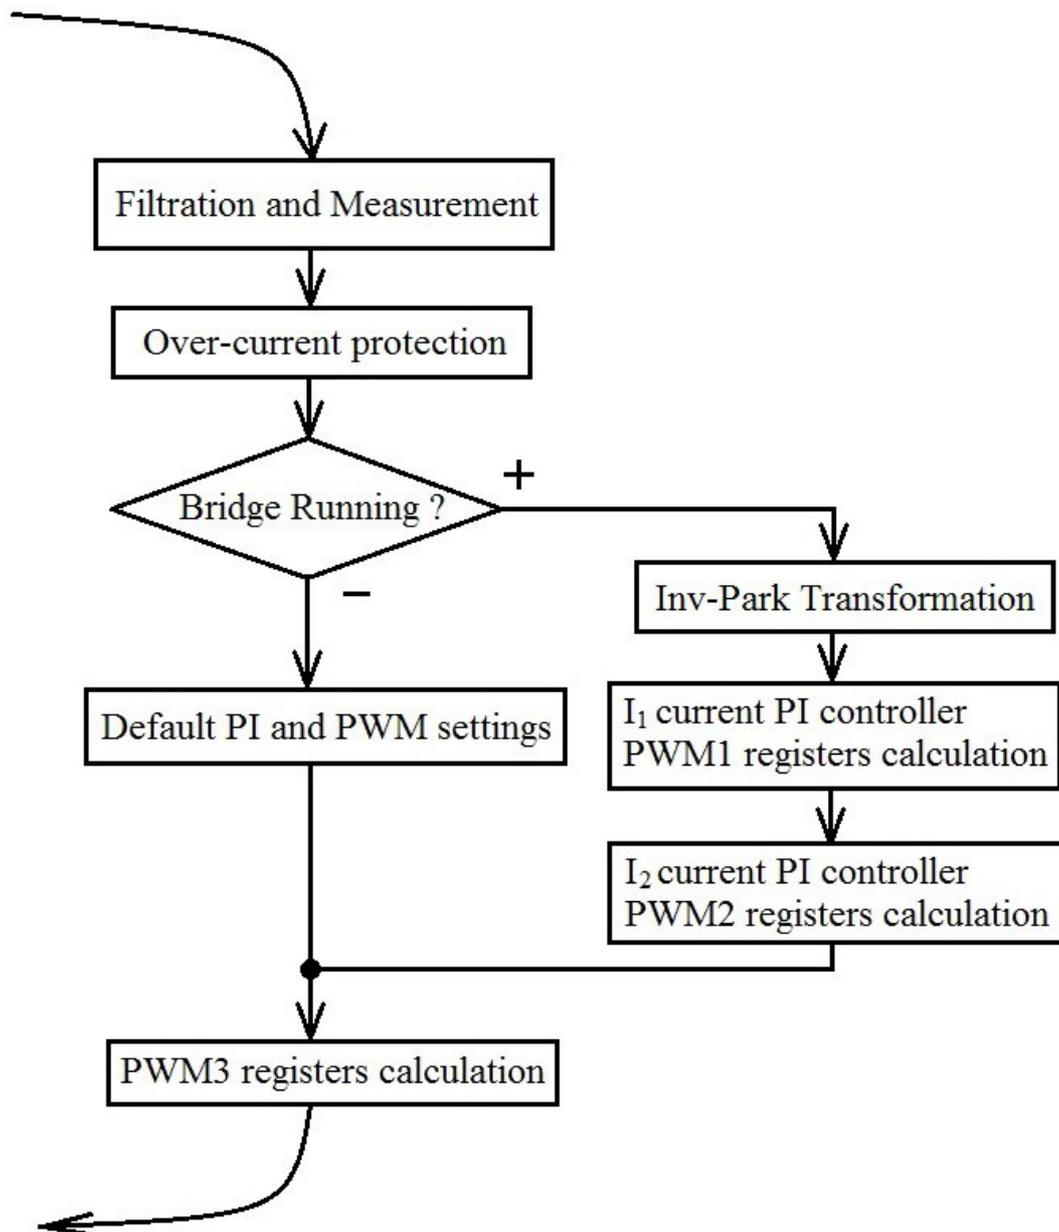 Filtration and Measurement
Over-current protection
Bridge Running ?
+
−
Inv-Park Transformation
Default PI and PWM settings
I₁ current PI controller
PWM1 registers calculation
I₂ current PI controller
PWM2 registers calculation
PWM3 registers calculation